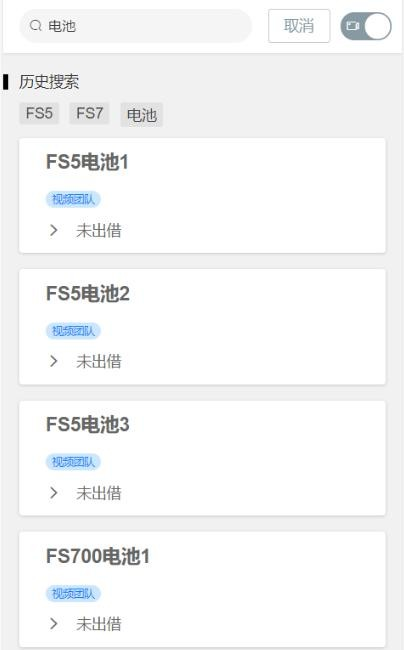 电池 取消
历史搜索
FS5 FS7 电池
FS5电池1
视频团队
未出借
FS5电池2
视频团队
未出借
FS5电池3
视频团队
未出借
FS700电池1
视频团队
未出借